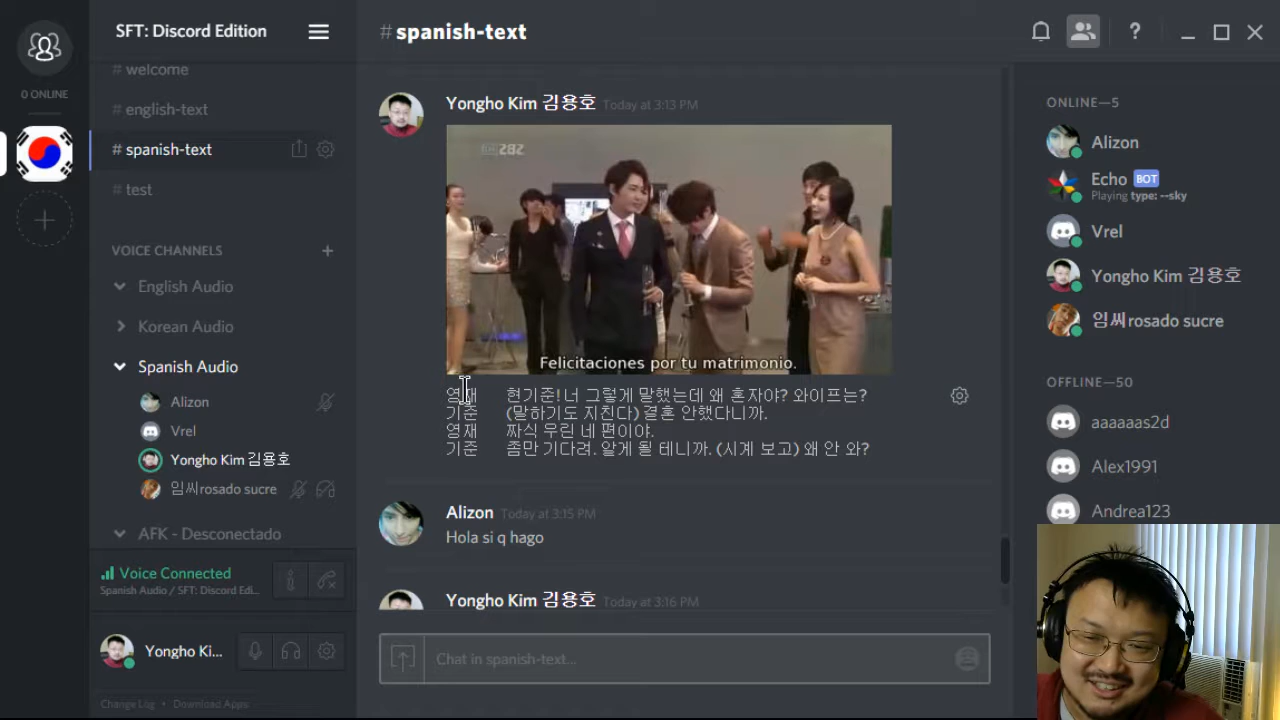 SFT: Discord Edition
0 ONLINE
# welcome
# english-text
# spanish-text
# test
VOICE CHANNELS
English Audio
Korean Audio
Spanish Audio
Alizon
Vrel
Yongho Kim 김용호
임씨rosado sucre
AFK - Desconectado
Voice Connected
Spanish Audio / SFT: Discord Edi...
Yongho Ki...
Change Log • Download Apps
# spanish-text
Yongho Kim 김용호 Today at 3:13 PM
SBS
Felicitaciones por tu matrimonio.
영재 현기준! 너 그렇게 말했는데 왜 혼자야? 와이프는?
기준 (말하기도 지친다) 결혼 안했다니까.
영재 짜식 우린 네 편이야.
기준 좀만 기다려. 알게 될 테니까. (시계 보고) 왜 안 와?
Alizon Today at 3:15 PM
Hola si q hago
Yongho Kim 김용호 Today at 3:16 PM
Chat in spanish-text...
ONLINE—5
Alizon
Echo BOT
Playing type: --sky
Vrel
Yongho Kim 김용호
임씨rosado sucre
OFFLINE—50
aaaaaas2d
Alex1991
Andrea123